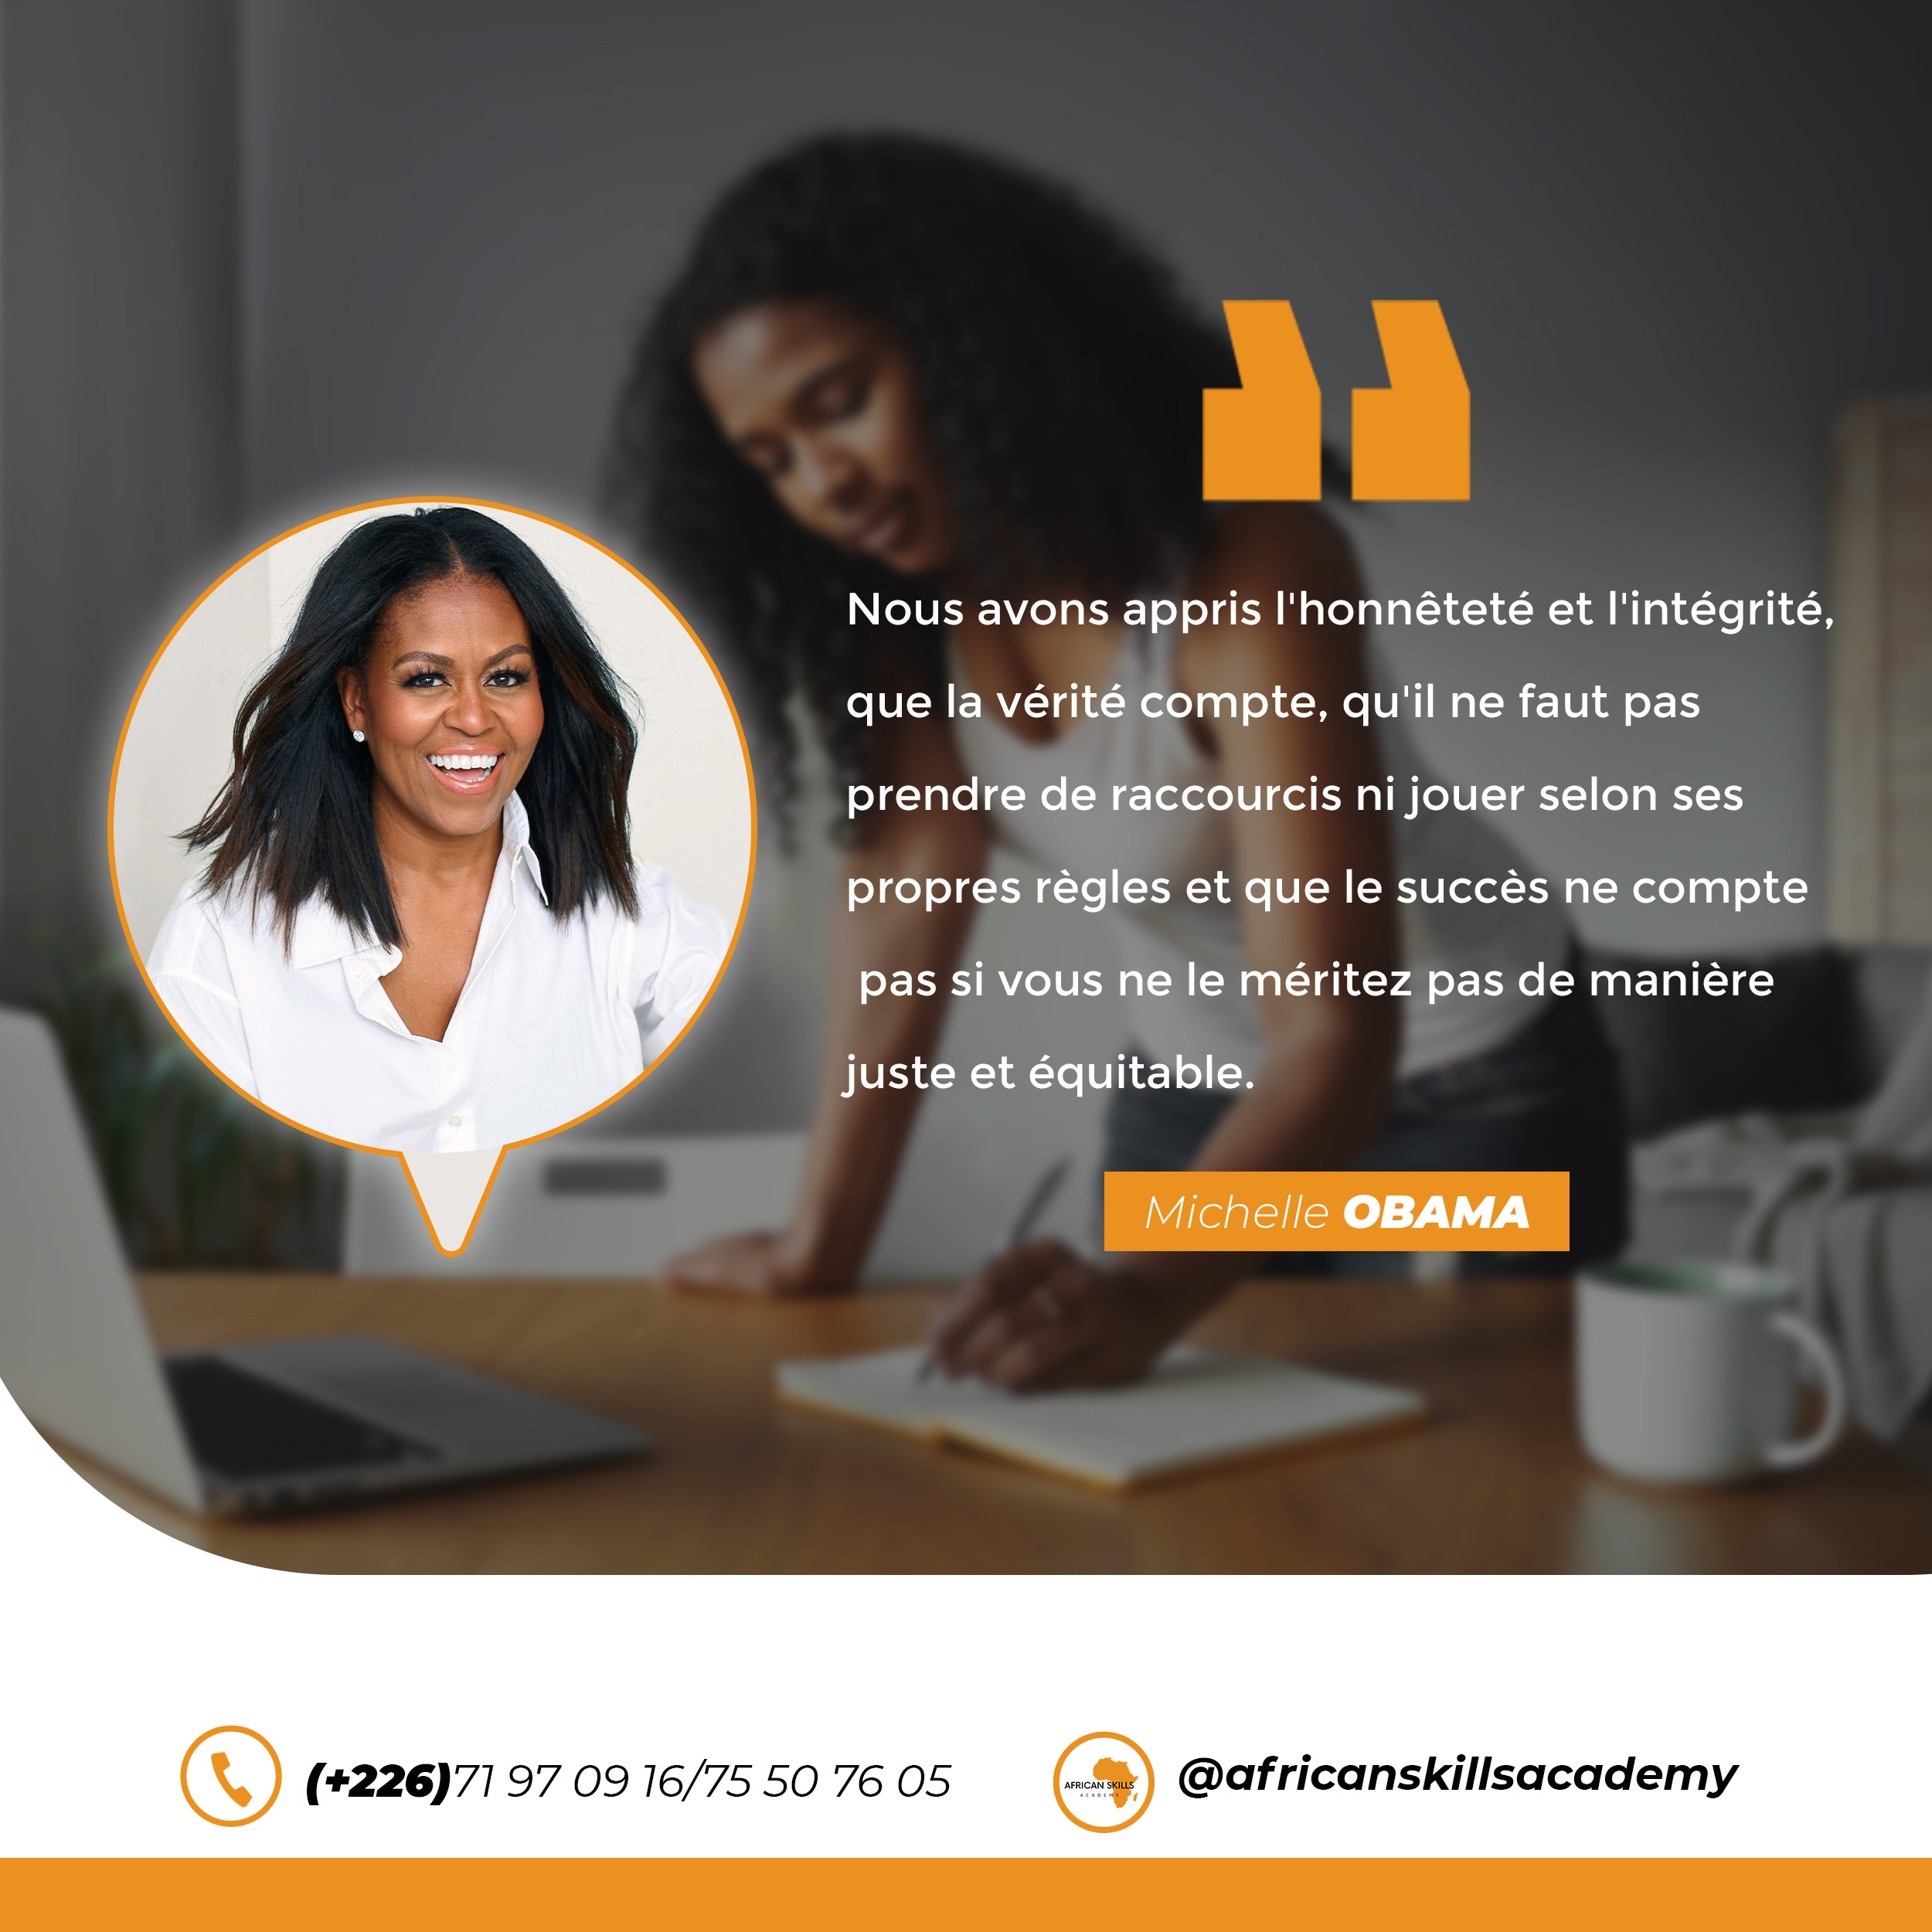 Nous avons appris l'honnêteté et l'intégrité,
que la vérité compte, qu'il ne faut pas
prendre de raccourcis ni jouer selon ses
propres règles et que le succès ne compte
pas si vous ne le méritez pas de manière
juste et équitable.
Michelle OBAMA
(+226)71 97 09 16/75 50 76 05
AFRICAN SKILLS
ACADEMY
@africanskillsacademy